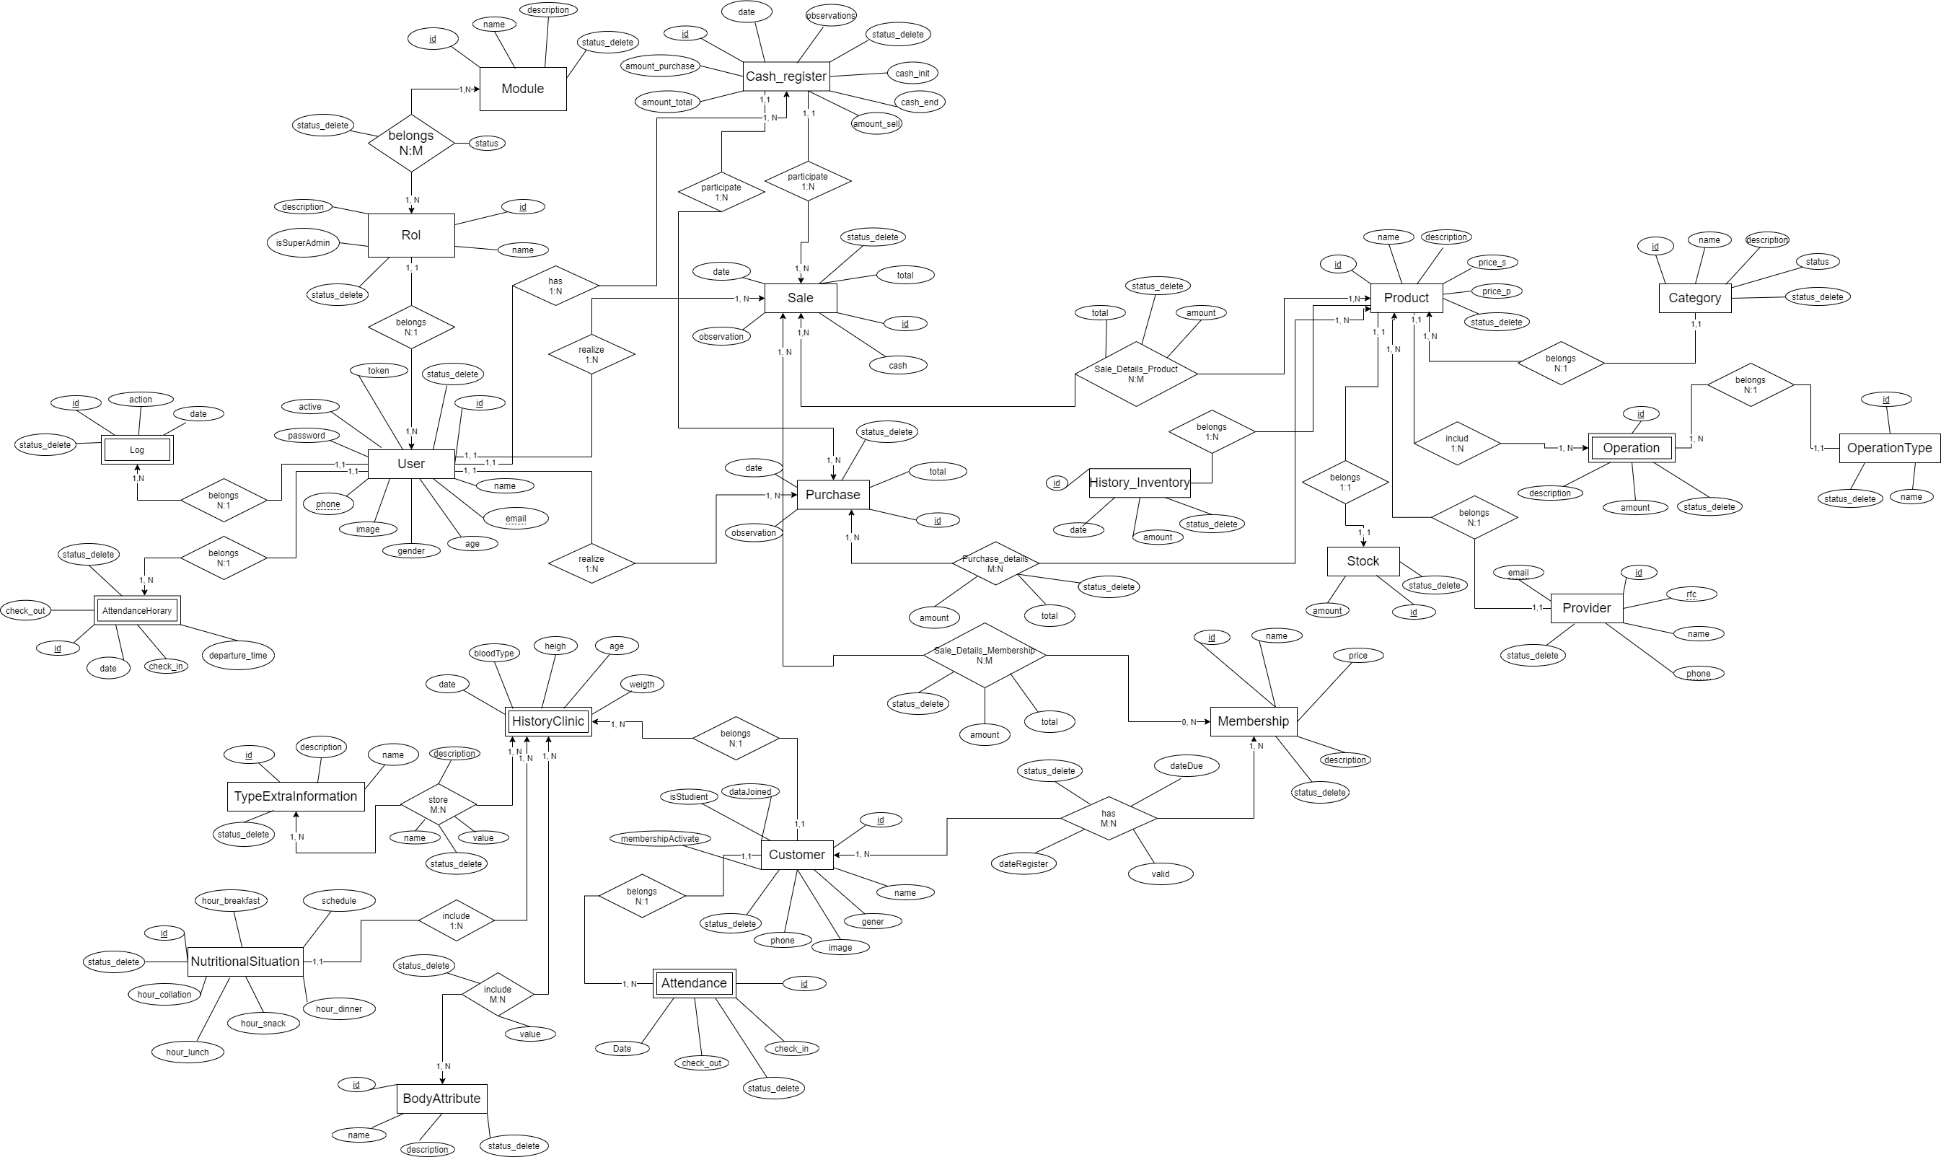 description
date
observations
name
id
status_delete
id
status_delete
amount_purchase
Cash_register
cash_init
1,N
Module
amount_total
1,1
cash_end
1, N
1, 1
amount_sell
status_delete
belongs
N:M
status
participate
1:N
participate
1:N
1, N
description
id
Rol
isSuperAdmin
name
1, 1
status_delete
has
1:N
status_delete
date
1, N
total
1, N
Sale
id
observation
1,N
cash
1, N
belongs
N:1
realize
1:N
name
description
id
price_s
price_p
status_delete
1,N
Product
1, N
1, 1
1,1
1, N
1, N
status_delete
total
amount
Sale_Details_Product
N:M
id
name
description
status
Category
status_delete
1,1
belongs
N:1
belongs
N:1
id
token
status_delete
active
id
password
1,N
User
1, 1
1, 1
1, 1
1,1
1,1
name
phone
email
image
age
gender
id
action
date
status_delete
Log
1,N
belongs
N:1
belongs
N:1
status_delete
1, N
check_out
AttendanceHorary
id
date
check_in
departure_time
status_delete
date
total
1, N
Purchase
observation
id
1, N
realize
1:N
belongs
1:N
id
History_Inventory
date
amount
status_delete
includ
1:N
1, N
id
Operation
1, N
1,1
OperationType
description
amount
status_delete
status_delete
name
belongs
1:1
belongs
N:1
1, 1
Stock
status_delete
amount
id
email
id
rfc
1,1
Provider
name
status_delete
phone
Purchase_details
M:N
status_delete
amount
total
Sale_Details_Membership
N:M
status_delete
amount
total
0, N
id
name
price
Membership
1, N
description
status_delete
bloodType
heigh
age
date
weigth
HistoryClinic
1, N
1, N
1, N
1, N
belongs
N:1
id
description
name
TypeExtraInformation
status_delete
1, N
description
store
M:N
name
value
status_delete
dataJoined
isStudient
id
membershipActivate
1,1
1,1
Customer
1, N
name
gener
status_delete
phone
image
status_delete
dateDue
has
M:N
dateRegister
valid
belongs
N:1
1, N
Attendance
id
Date
check_out
check_in
status_delete
hour_breakfast
schedule
id
status_delete
NutritionalSituation
1,1
include
1:N
hour_collation
hour_dinner
hour_snack
hour_lunch
status_delete
include
M:N
value
1, N
id
BodyAttribute
name
description
status_delete